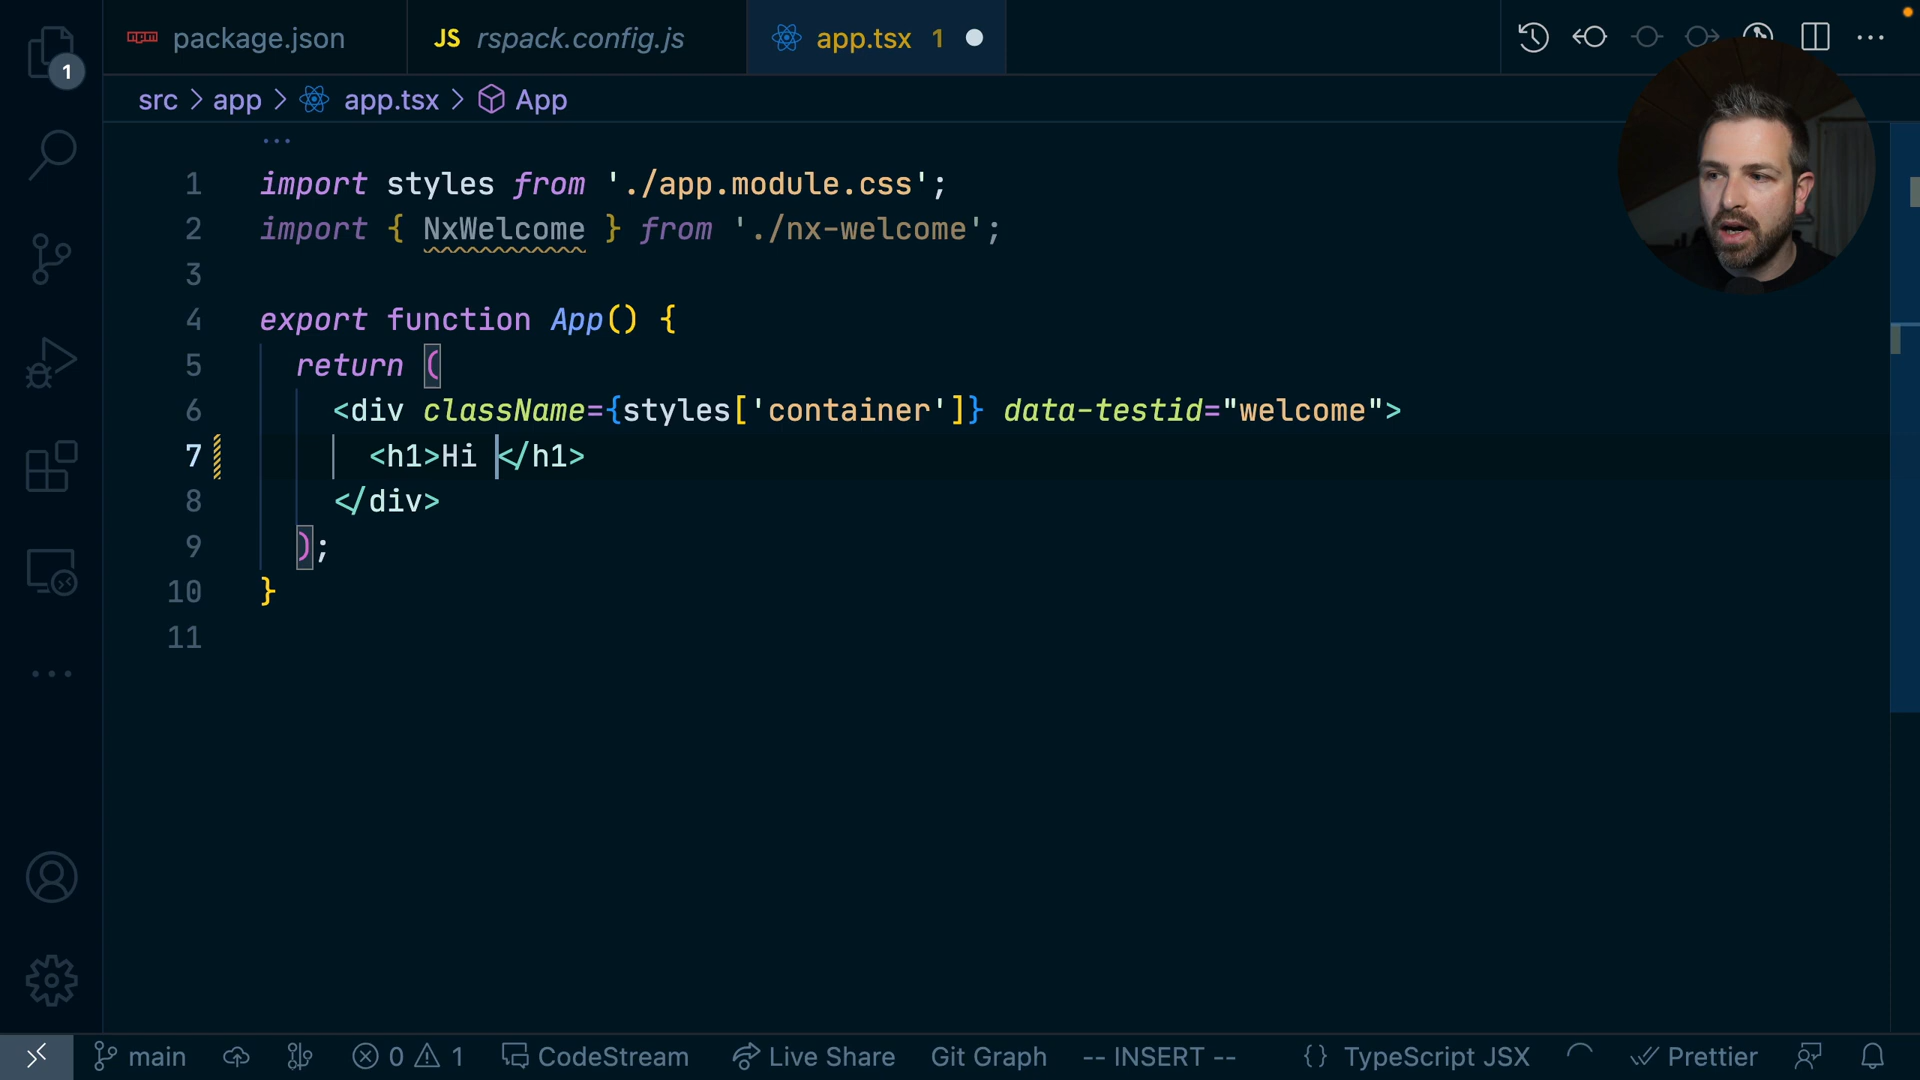 package.json
JS rspack.config.js
app.tsx 1
1
src > app > app.tsx > App
...
1 import styles from './app.module.css';
2 import { NxWelcome } from './nx-welcome';
3
4 export function App() {
5 return (
6 <div className={styles['container']} data-testid="welcome">
7 <h1>Hi </h1>
8 </div>
9 );
10 }
11
main 0 1 CodeStream Live Share Git Graph -- INSERT -- {} TypeScript JSX Prettier